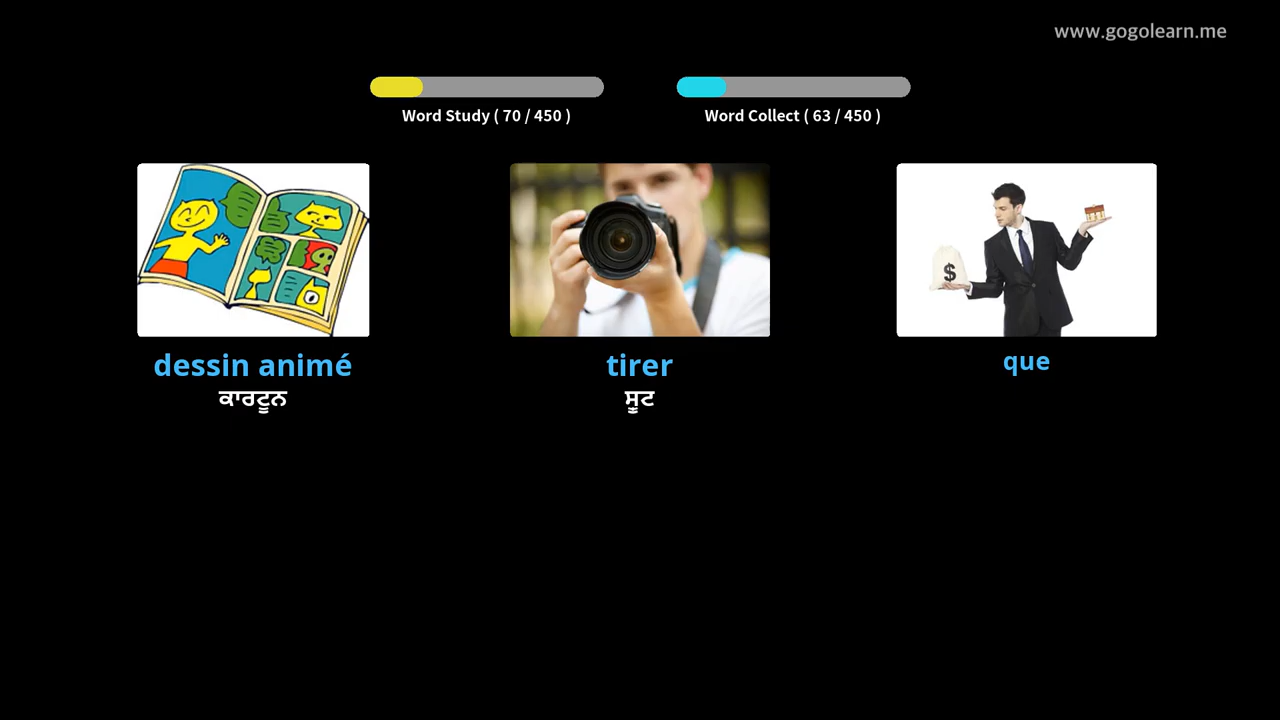 www.gogolearn.me
Word Study ( 70 / 450 )
Word Collect ( 63 / 450 )
dessin animé
ਕਾਰਟੂਨ
tirer
ਸ਼ੂਟ
que
$